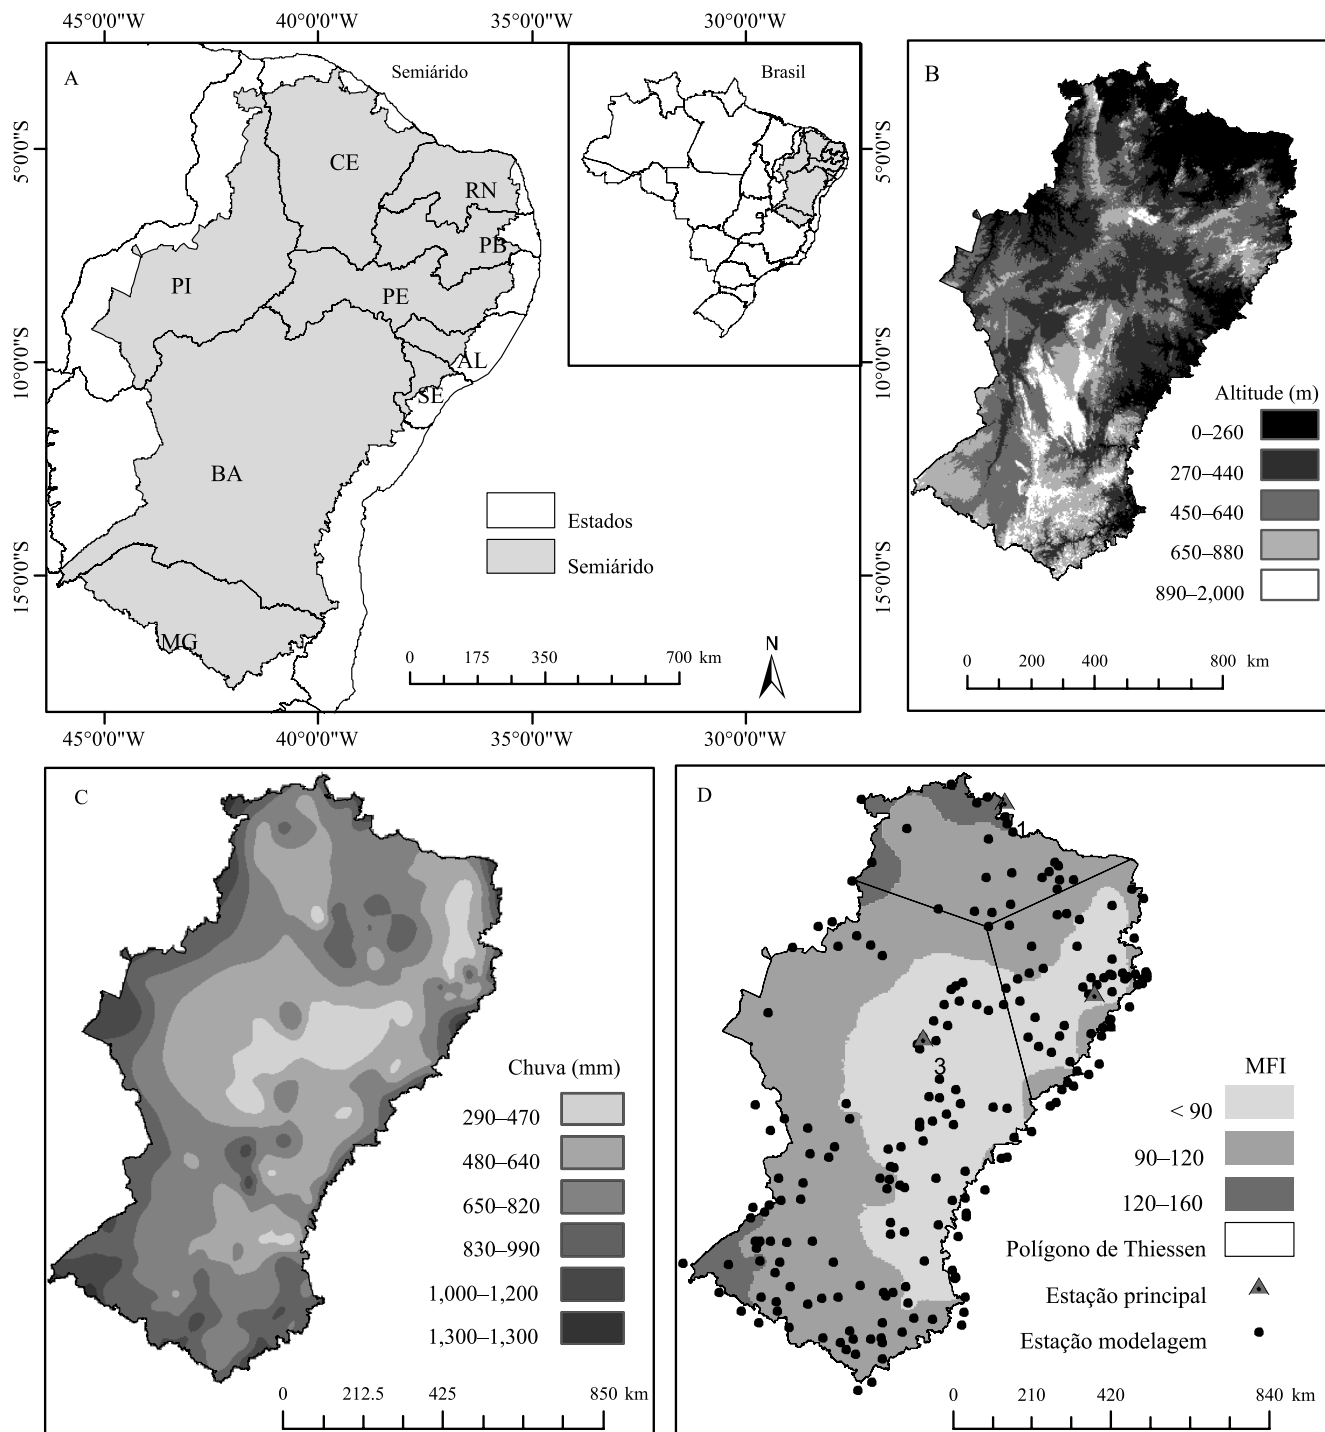 45°0'0"W 40°0'0"W 35°0'0"W 30°0'0"W
5°0'0"S
10°0'0"S
15°0'0"S
A
Semiárido
Brasil
CE
RN
PB
PI
PE
AL
SE
BA
MG
Estados
Semiárido
0 175 350 700 km
N
45°0'0"W 40°0'0"W 35°0'0"W 30°0'0"W
B
5°0'0"S
10°0'0"S
15°0'0"S
Altitude (m)
0–260
270–440
450–640
650–880
890–2,000
0 200 400 800 km
C
Chuva (mm)
290–470
480–640
650–820
830–990
1,000–1,200
1,300–1,300
0 212.5 425 850 km
D
1
3
MFI
< 90
90–120
120–160
Polígono de Thiessen
Estação principal
Estação modelagem
0 210 420 840 km